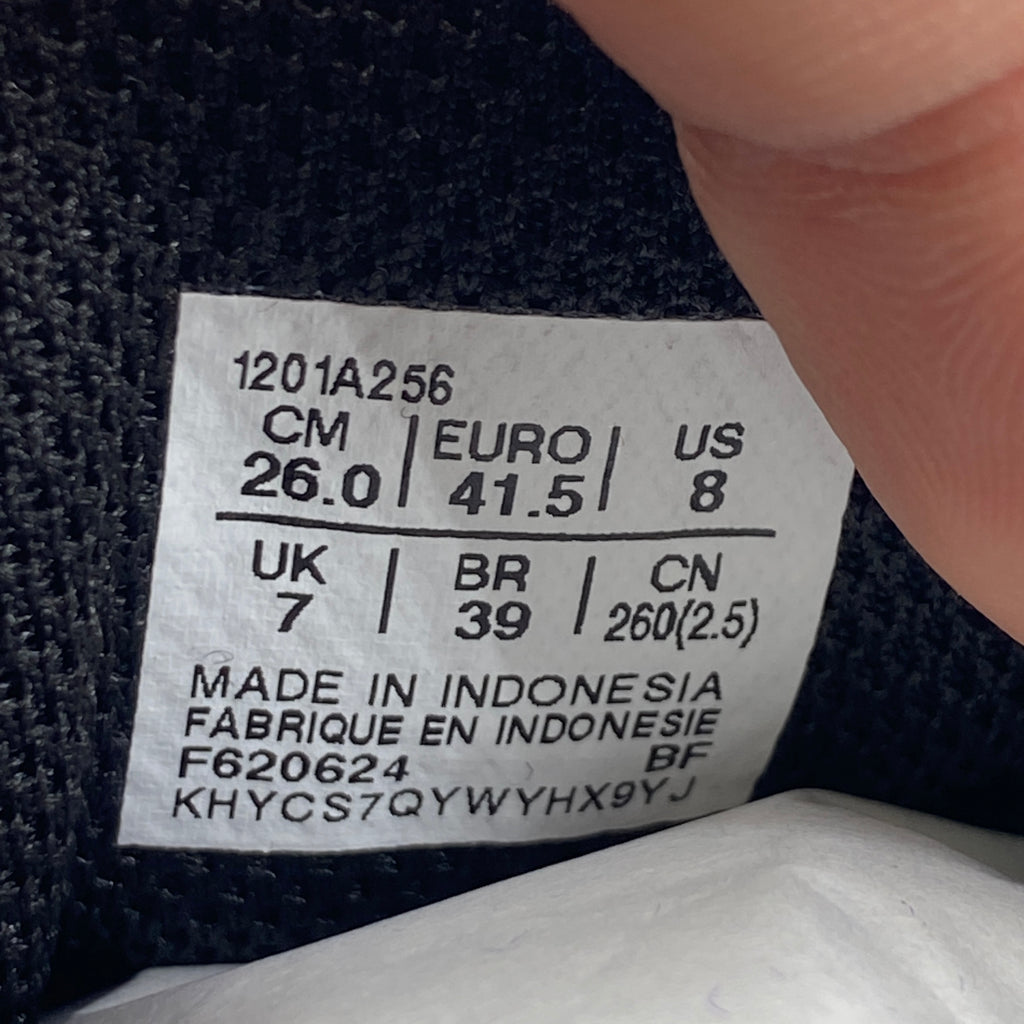 1201A256
CM | EURO | US
26.0 | 41.5 | 8
UK | BR | CN
7 | 39 | 260(2.5)
MADE IN INDONESIA
FABRIQUE EN INDONESIE
F620624 BF
KHYCS7QYWYHX9YJ